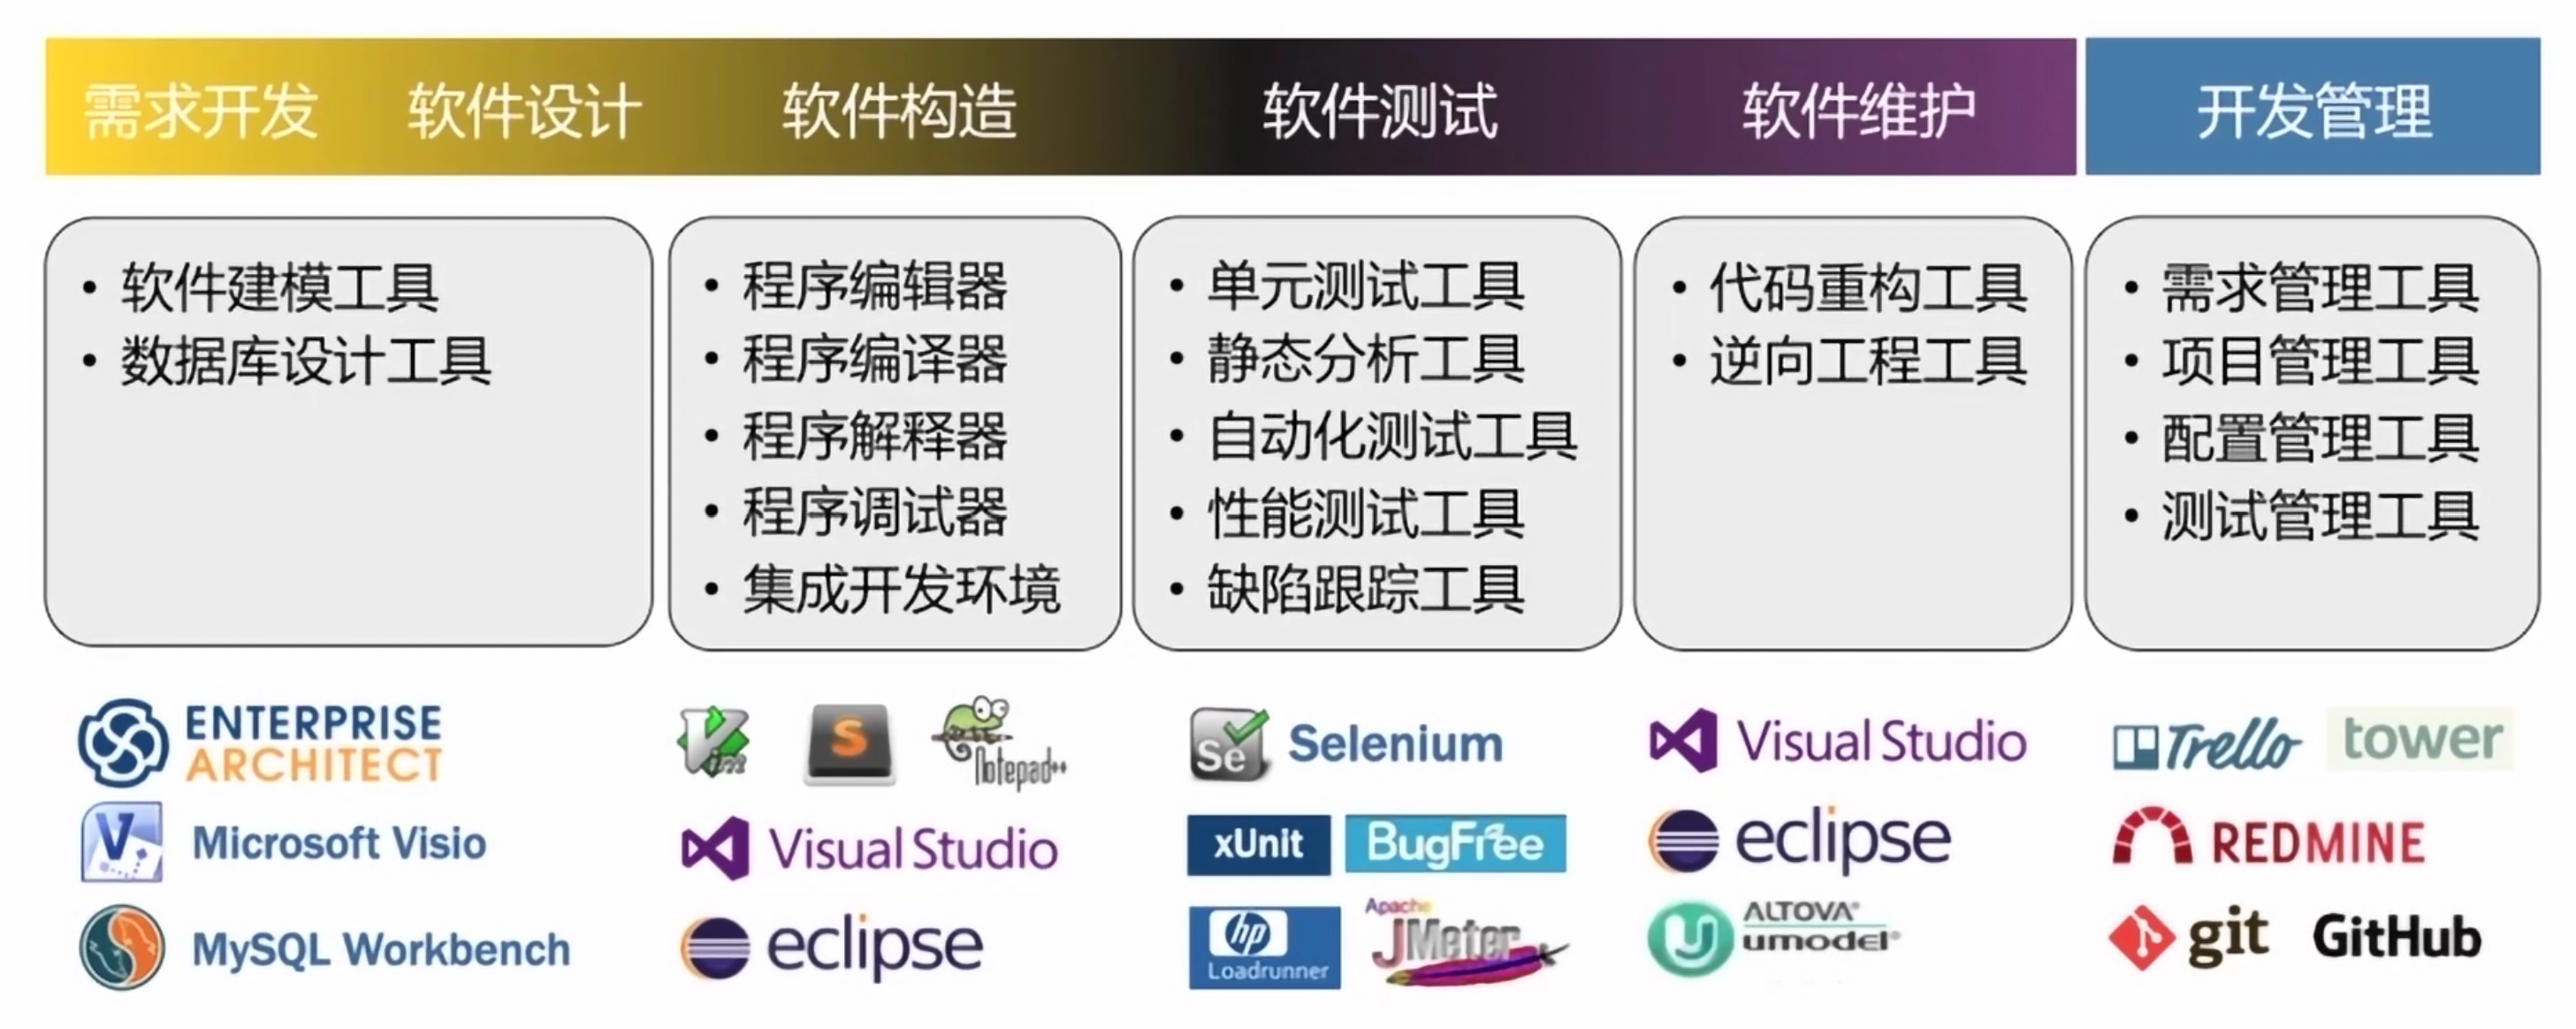 需求开发 软件设计 软件构造 软件测试 软件维护 开发管理
• 软件建模工具
• 数据库设计工具
• 程序编辑器
• 程序编译器
• 程序解释器
• 程序调试器
• 集成开发环境
• 单元测试工具
• 静态分析工具
• 自动化测试工具
• 性能测试工具
• 缺陷跟踪工具
• 代码重构工具
• 逆向工程工具
• 需求管理工具
• 项目管理工具
• 配置管理工具
• 测试管理工具
ENTERPRISE
ARCHITECT
V
Microsoft Visio
MySQL Workbench
Vim
S
Notepad++
Visual Studio
eclipse
Se
Selenium
xUnit
BugFree
hp
Loadrunner
Apache
JMeter
Visual Studio
eclipse
U
ALTOVA®
umodel®
Trello
tower
REDMINE
git
GitHub